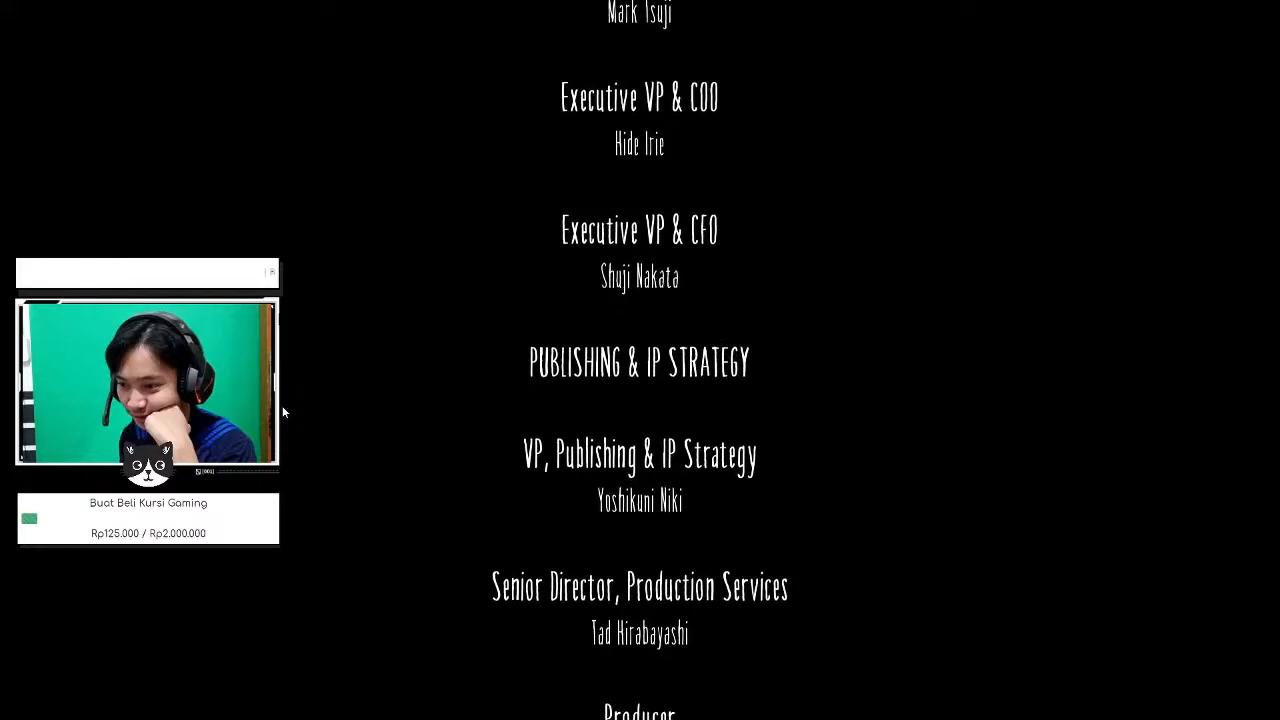 Mark Tsuji
Executive VP & COO
Hide Irie
Executive VP & CFO
Shuji Nakata
PUBLISHING & IP STRATEGY
VP, Publishing & IP Strategy
Yoshikuni Niki
Senior Director, Production Services
Tad Hirabayashi
Producer
[001]
Buat Beli Kursi Gaming
Rp125.000 / Rp2.000.000